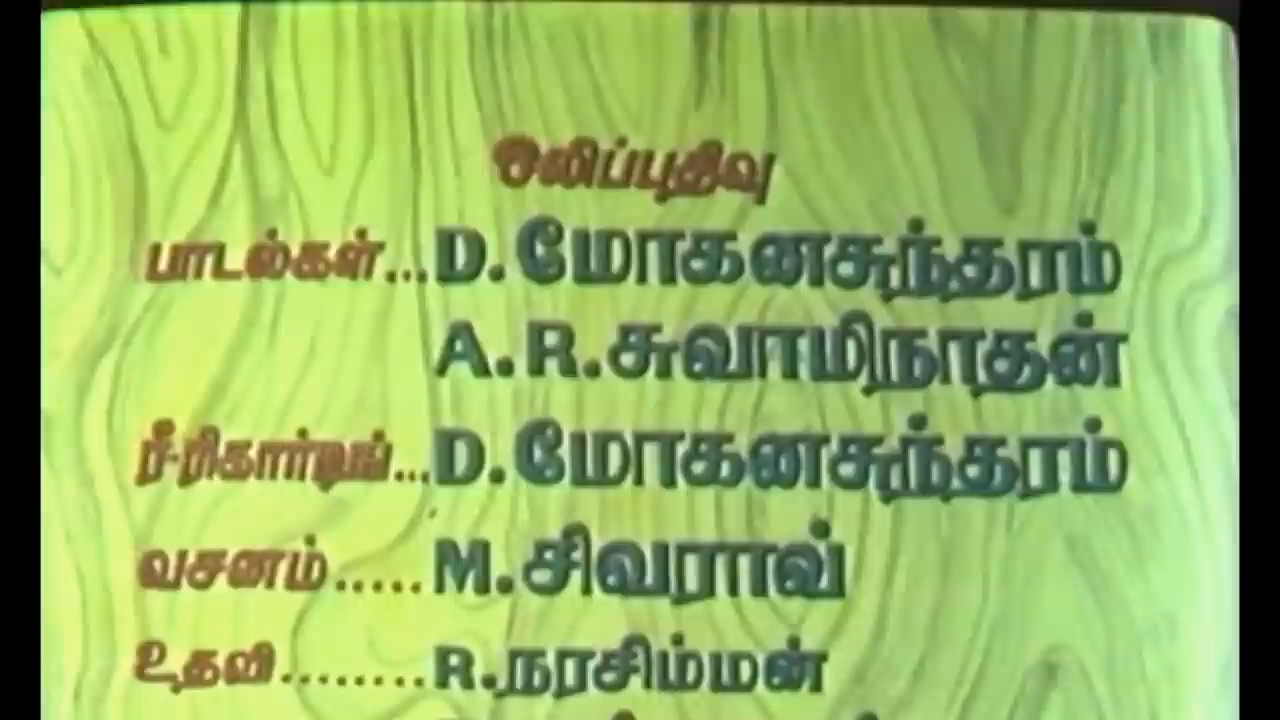 ஒலிப்பதிவு
பாடல்கள்...D.மோகனசுந்தரம்
A.R.சுவாமிநாதன்
ரீ-ரிகார்டிங்...D.மோகனசுந்தரம்
வசனம்.....M.சிவராவ்
உதவி........R.நரசிம்மன்